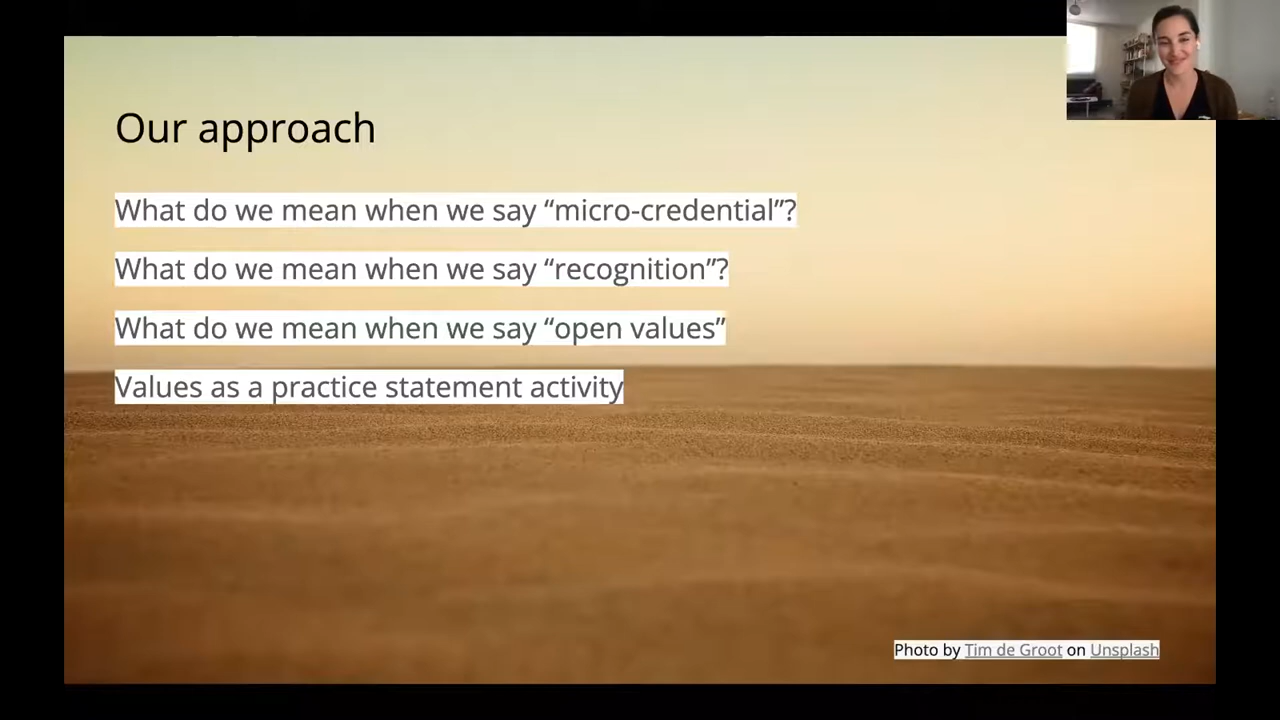 Our approach
What do we mean when we say “micro-credential”?
What do we mean when we say “recognition”?
What do we mean when we say “open values”
Values as a practice statement activity
Photo by Tim de Groot on Unsplash